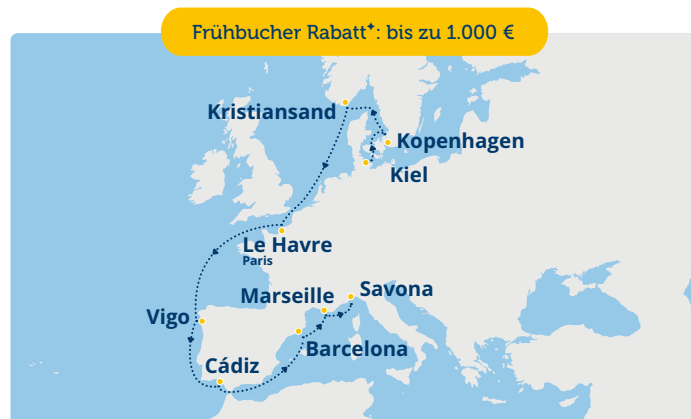 Frühbucher Rabatt✦: bis zu 1.000 €
Kristiansand
Kopenhagen
Kiel
Le Havre
Paris
Marseille
Savona
Vigo
Barcelona
Cádiz